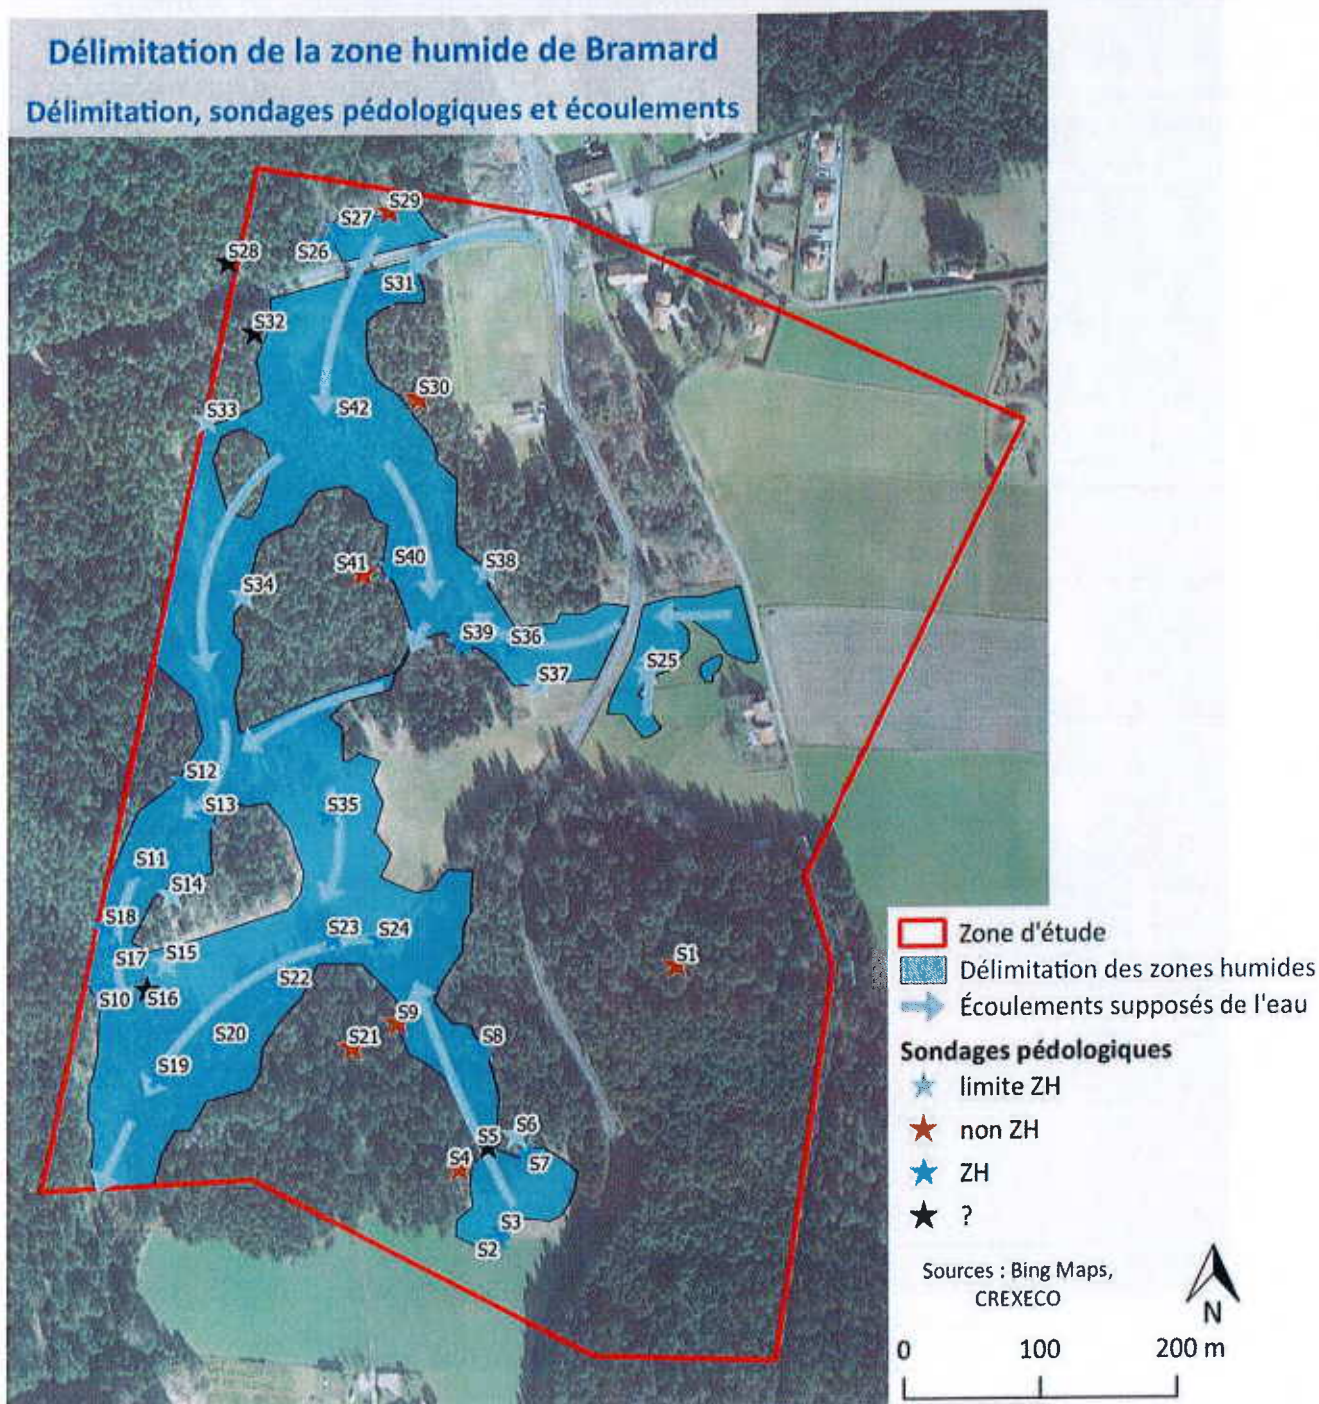 Délimitation de la zone humide de Bramard
Délimitation, sondages pédologiques et écoulements
S29
S27
S26
S28
S31
S32
S30
S33
S42
S41
S40
S38
S34
S39
S36
S25
S37
S12
S13
S35
S11
S14
S18
S23
S24
S17
S15
S22
S1
S10
S16
S9
S20
S21
S8
S19
S5
S6
S4
S7
S3
S2
Zone d'étude
Délimitation des zones humides
Écoulements supposés de l'eau
Sondages pédologiques
limite ZH
non ZH
ZH
?
Sources : Bing Maps,
CREXECO
N
0 100 200 m